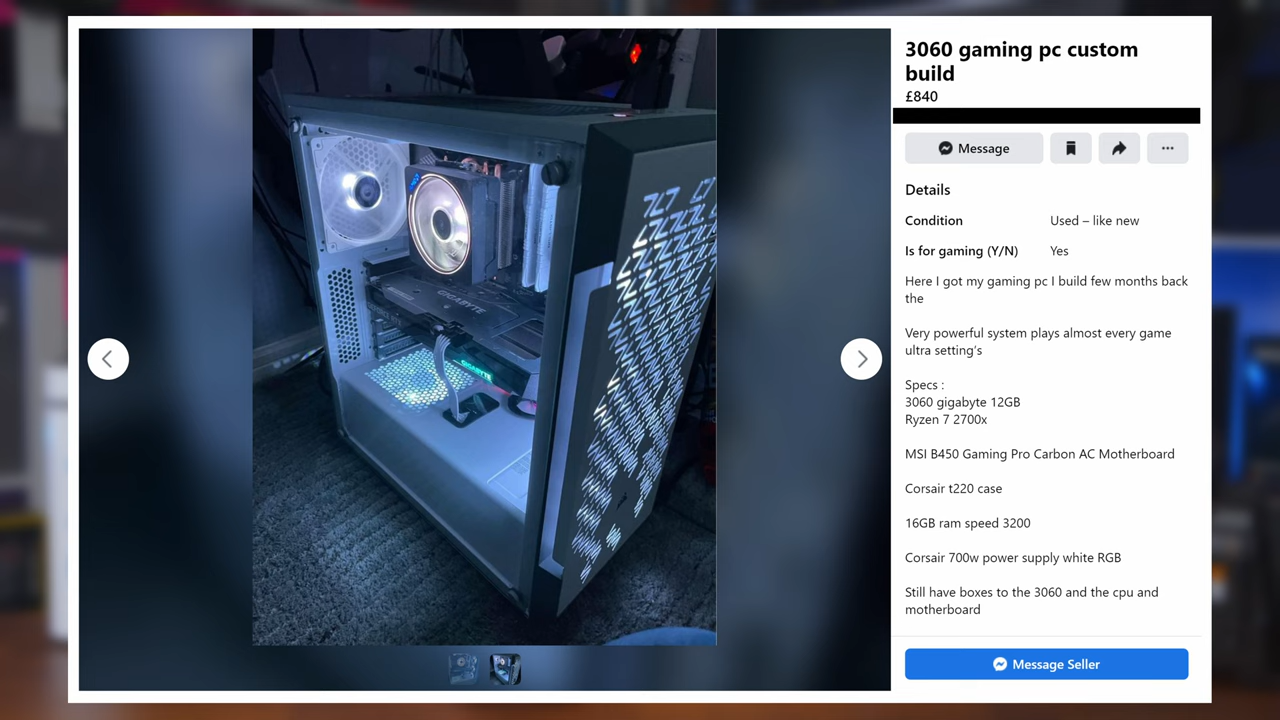 3060 gaming pc custom
build
£840
Message
Details
Condition Used – like new
Is for gaming (Y/N) Yes
Here I got my gaming pc I build few months back
the
Very powerful system plays almost every game
ultra setting's
Specs :
3060 gigabyte 12GB
Ryzen 7 2700x
MSI B450 Gaming Pro Carbon AC Motherboard
Corsair t220 case
16GB ram speed 3200
Corsair 700w power supply white RGB
Still have boxes to the 3060 and the cpu and
motherboard
Message Seller
GIGABYTE
GIGABYTE